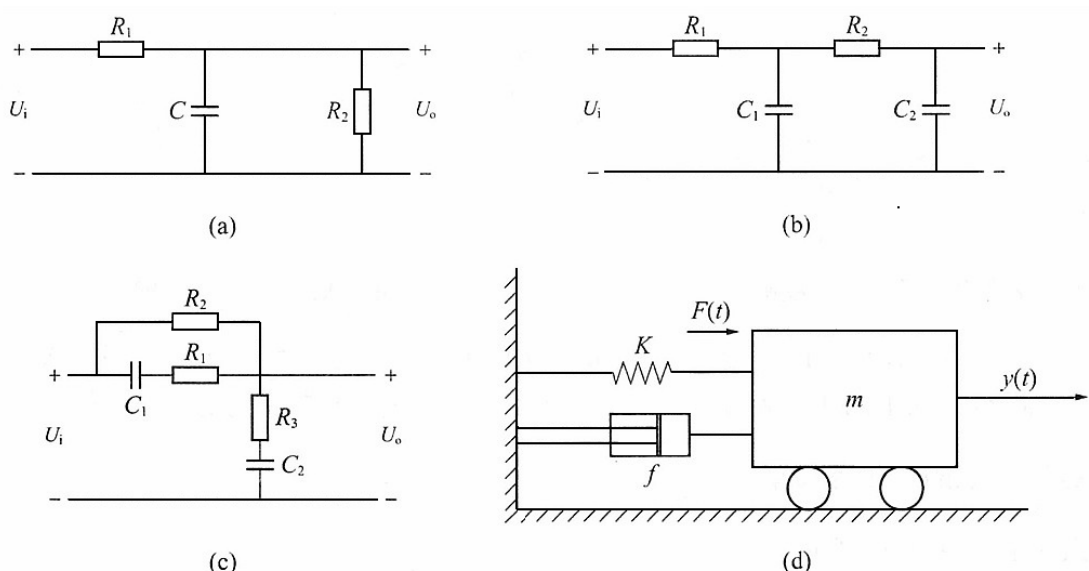 R₁
+ +
Uᵢ C R₂ Uₒ
− −
(a)
R₁ R₂
+ +
Uᵢ C₁ C₂ Uₒ
− −
(b)
R₂
R₁
+ +
C₁
Uᵢ R₃ Uₒ
C₂
− −
(c)
F(t)
K
y(t)
m
f
(d)